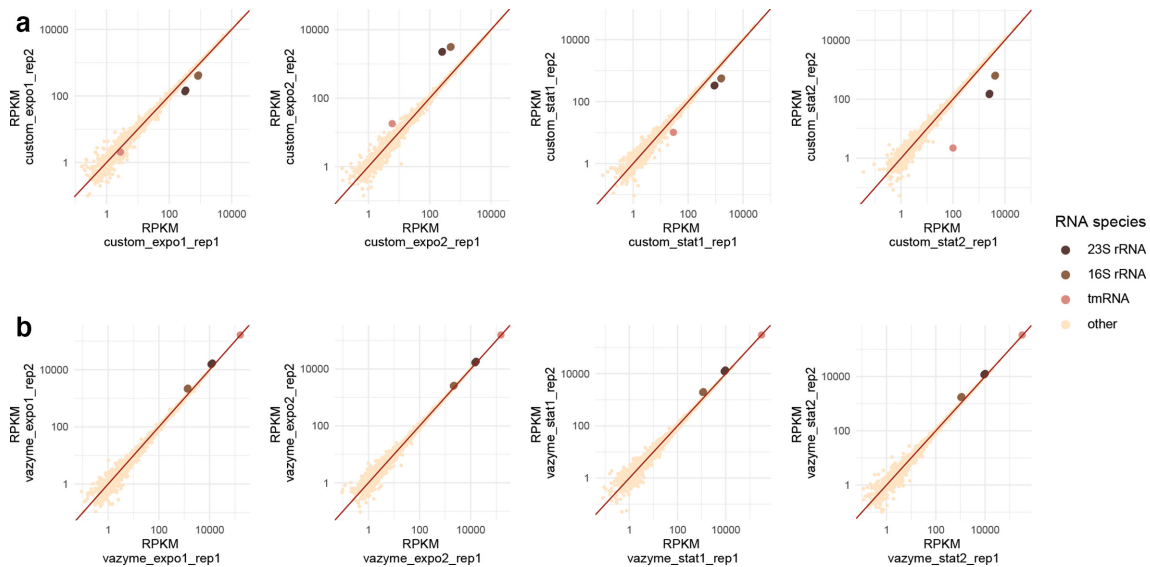 a
10000
100
1
RPKM
custom_expo1_rep2
1
100
10000
RPKM
custom_expo1_rep1
10000
100
1
RPKM
custom_expo2_rep2
1
100
10000
RPKM
custom_expo2_rep1
10000
100
1
RPKM
custom_stat1_rep2
1
100
10000
RPKM
custom_stat1_rep1
10000
100
1
RPKM
custom_stat2_rep2
1
100
10000
RPKM
custom_stat2_rep1
RNA species
23S rRNA
16S rRNA
tmRNA
other
b
10000
100
1
RPKM
vazyme_expo1_rep2
1
100
10000
RPKM
vazyme_expo1_rep1
10000
100
1
RPKM
vazyme_expo2_rep2
1
100
10000
RPKM
vazyme_expo2_rep1
10000
100
1
RPKM
vazyme_stat1_rep2
1
100
10000
RPKM
vazyme_stat1_rep1
10000
100
1
RPKM
vazyme_stat2_rep2
1
100
10000
RPKM
vazyme_stat2_rep1